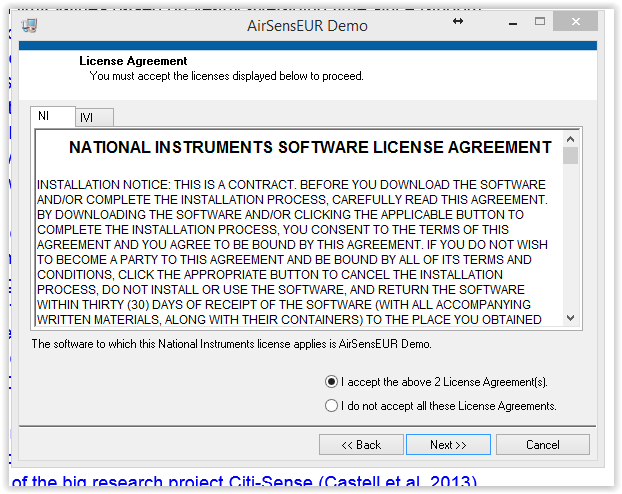 AirSensEUR Demo
License Agreement
You must accept the licenses displayed below to proceed.
NI
IVI
NATIONAL INSTRUMENTS SOFTWARE LICENSE AGREEMENT
INSTALLATION NOTICE: THIS IS A CONTRACT. BEFORE YOU DOWNLOAD THE SOFTWARE
AND/OR COMPLETE THE INSTALLATION PROCESS, CAREFULLY READ THIS AGREEMENT.
BY DOWNLOADING THE SOFTWARE AND/OR CLICKING THE APPLICABLE BUTTON TO
COMPLETE THE INSTALLATION PROCESS, YOU CONSENT TO THE TERMS OF THIS
AGREEMENT AND YOU AGREE TO BE BOUND BY THIS AGREEMENT. IF YOU DO NOT WISH
TO BECOME A PARTY TO THIS AGREEMENT AND BE BOUND BY ALL OF ITS TERMS AND
CONDITIONS, CLICK THE APPROPRIATE BUTTON TO CANCEL THE INSTALLATION
PROCESS, DO NOT INSTALL OR USE THE SOFTWARE, AND RETURN THE SOFTWARE
WITHIN THIRTY (30) DAYS OF RECEIPT OF THE SOFTWARE (WITH ALL ACCOMPANYING
WRITTEN MATERIALS, ALONG WITH THEIR CONTAINERS) TO THE PLACE YOU OBTAINED
The software to which this National Instruments license applies is AirSensEUR Demo.
I accept the above 2 License Agreement(s).
I do not accept all these License Agreements.
<< Back
Next >>
Cancel
of the big research project Citi-Sense (Castell et al. 2013)